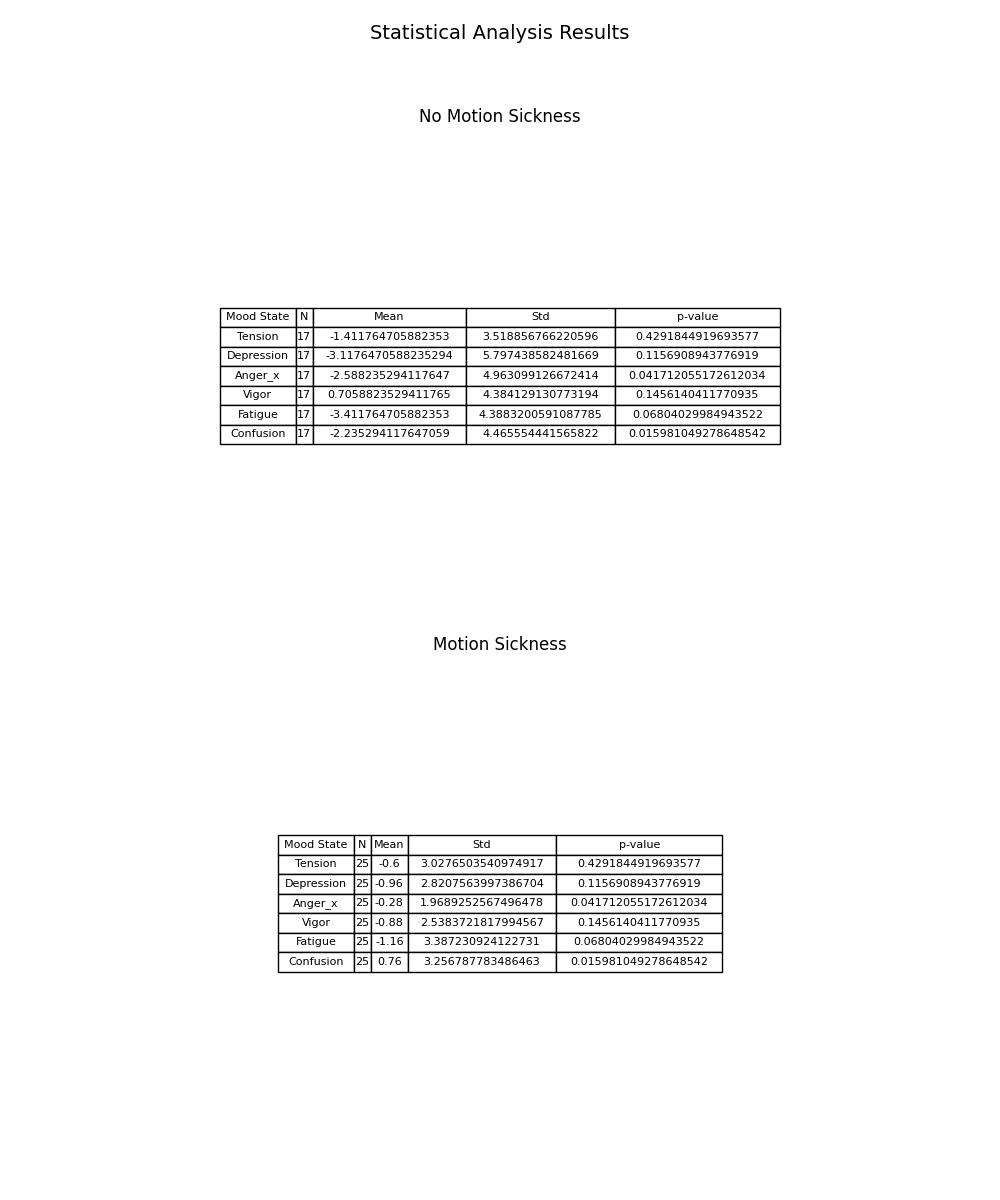 Statistical Analysis Results
No Motion Sickness
Mood State N Mean Std p-value
Tension 17 -1.411764705882353 3.518856766220596 0.4291844919693577
Depression 17 -3.1176470588235294 5.797438582481669 0.1156908943776919
Anger_x 17 -2.588235294117647 4.963099126672414 0.041712055172612034
Vigor 17 0.7058823529411765 4.384129130773194 0.1456140411770935
Fatigue 17 -3.411764705882353 4.3883200591087785 0.06804029984943522
Confusion 17 -2.235294117647059 4.465554441565822 0.015981049278648542
Motion Sickness
Mood State N Mean Std p-value
Tension 25 -0.6 3.0276503540974917 0.4291844919693577
Depression 25 -0.96 2.8207563997386704 0.1156908943776919
Anger_x 25 -0.28 1.9689252567496478 0.041712055172612034
Vigor 25 -0.88 2.5383721817994567 0.1456140411770935
Fatigue 25 -1.16 3.387230924122731 0.06804029984943522
Confusion 25 0.76 3.256787783486463 0.015981049278648542